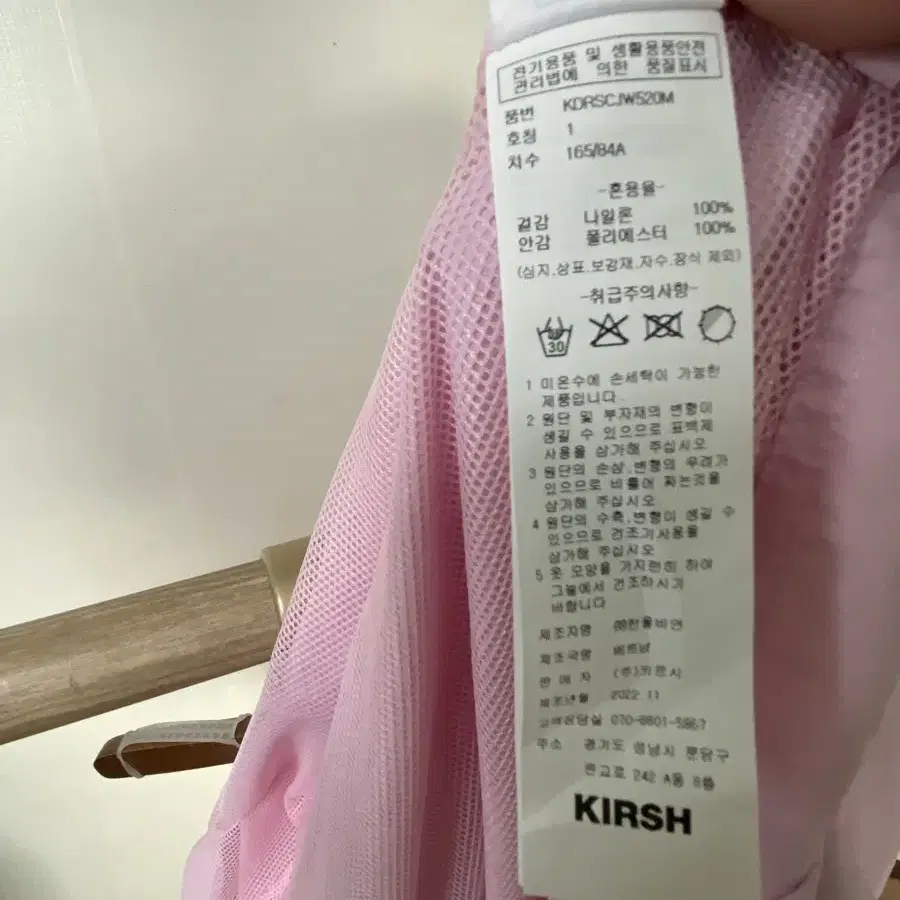 전기용품 및 생활용품안전
관리법에 의한 품질표시
품번 KDRSCJW520M
호칭 1
치수 165/84A
-혼용율-
겉감 나일론 100%
안감 폴리에스터 100%
(심지,상표,보강재,자수,장식 제외)
-취급주의사항-
30
1 미온수에 손세탁이 가능한
제품입니다
2 원단 및 부자재의 변형이
생길 수 있으므로 표백제
사용을 삼가해 주십시오
3 원단의 손상,변형의 우려가
있으므로 비틀어 짜는것을
삼가해 주십시오
4 원단의 수축,변형이 생길 수
있으므로 건조기사용을
삼가해 주십시오
5 옷 모양을 가지런히 하여
그늘에서 건조하시기
바랍니다
제조자명 ㈜한울비엔
제조국명 베트남
판매자 (주)키르시
제조년월 2022.11
고객상담실 070-8801-
주소 경기도 성남시 분당구
판교로 242 A동
KIRSH